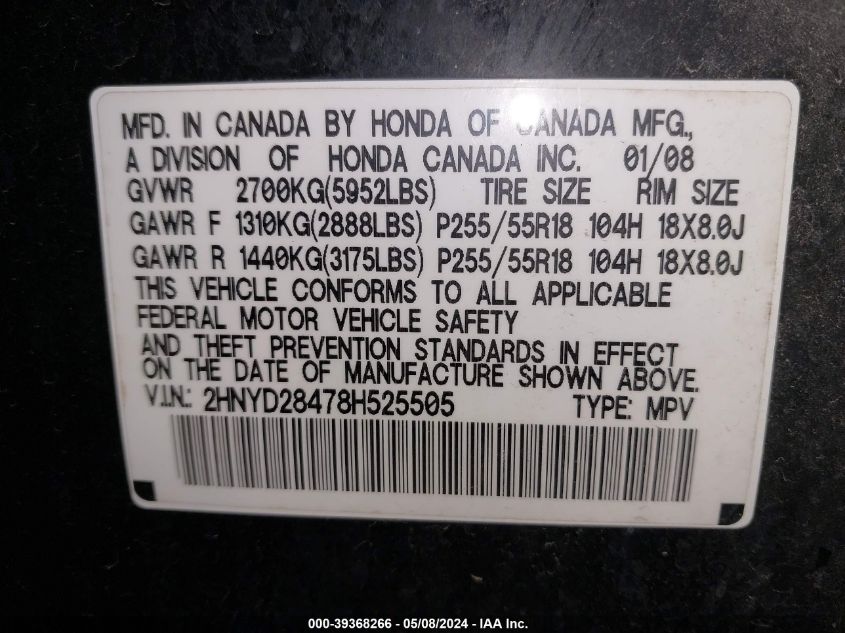 MFD. IN CANADA BY HONDA OF CANADA MFG.,
A DIVISION OF HONDA CANADA INC. 01/08
GVWR 2700KG(5952LBS) TIRE SIZE RIM SIZE
GAWR F 1310KG(2888LBS) P255/55R18 104H 18X8.0J
GAWR R 1440KG(3175LBS) P255/55R18 104H 18X8.0J
THIS VEHICLE CONFORMS TO ALL APPLICABLE
FEDERAL MOTOR VEHICLE SAFETY
AND THEFT PREVENTION STANDARDS IN EFFECT
ON THE DATE OF MANUFACTURE SHOWN ABOVE.
V.I.N.: 2HNYD28478H525505 TYPE: MPV
000-39368266 - 05/08/2024 - IAA Inc.